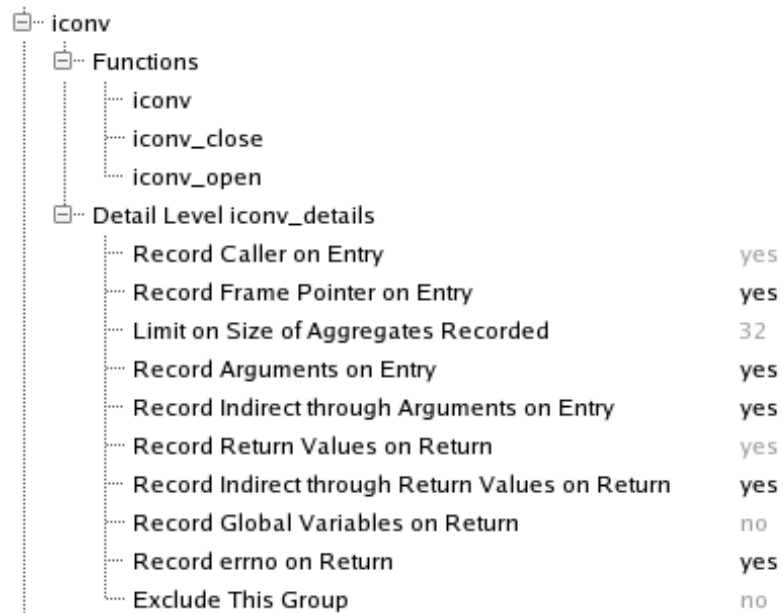 iconv
Functions
iconv
iconv_close
iconv_open
Detail Level iconv_details
Record Caller on Entry yes
Record Frame Pointer on Entry yes
Limit on Size of Aggregates Recorded 32
Record Arguments on Entry yes
Record Indirect through Arguments on Entry yes
Record Return Values on Return yes
Record Indirect through Return Values on Return yes
Record Global Variables on Return no
Record errno on Return yes
Exclude This Group no